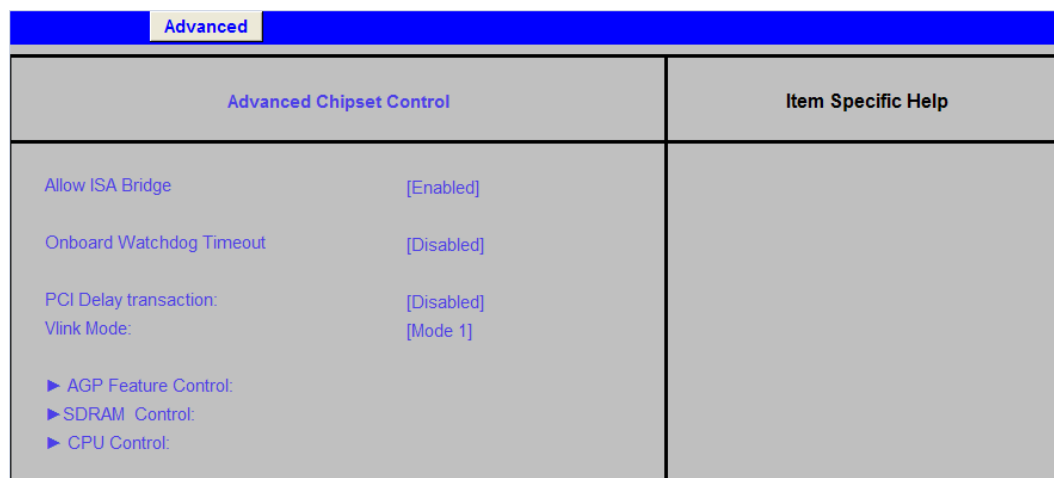 Advanced
Advanced Chipset Control
Item Specific Help
Allow ISA Bridge [Enabled]
Onboard Watchdog Timeout [Disabled]
PCI Delay transaction: [Disabled]
Vlink Mode: [Mode 1]
► AGP Feature Control:
►SDRAM Control:
► CPU Control: